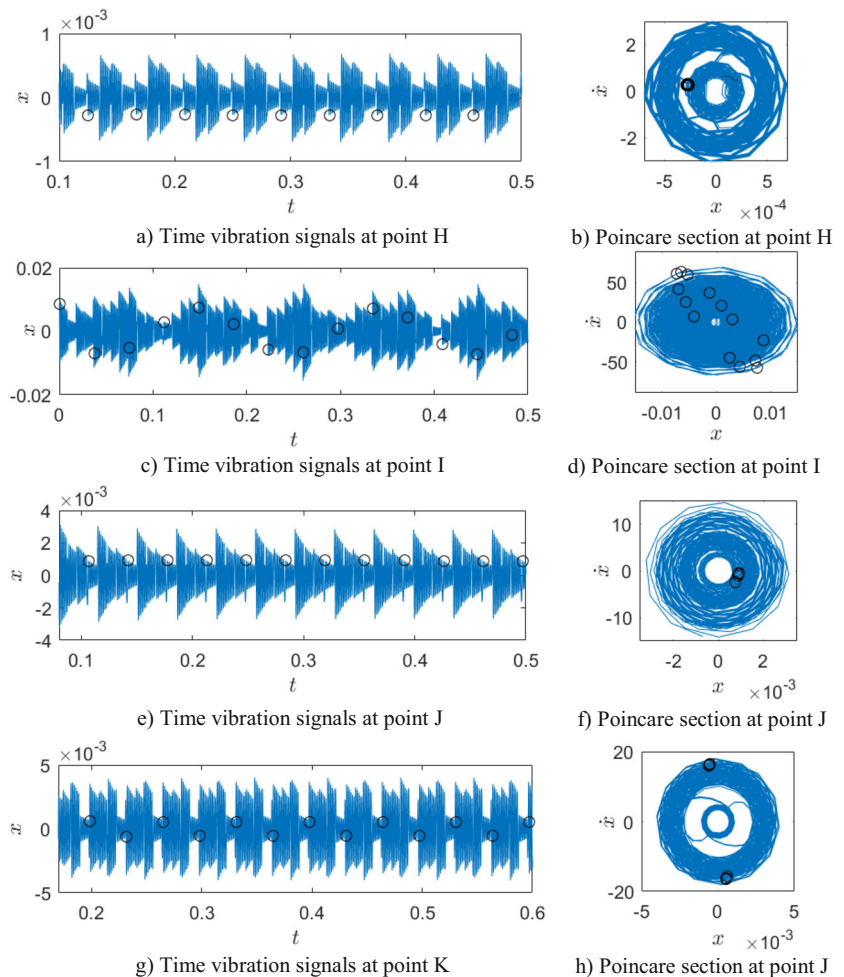 ×10⁻³
1
0
-1
x
0.1 0.2 0.3 0.4 0.5
t
a) Time vibration signals at point H
2
0
-2
ẋ
-5 0 5
x ×10⁻⁴
b) Poincare section at point H
0.02
0
-0.02
x
0 0.1 0.2 0.3 0.4 0.5
t
c) Time vibration signals at point I
50
0
-50
ẋ
-0.01 0 0.01
x
d) Poincare section at point I
×10⁻³
4
2
0
-2
-4
x
0.1 0.2 0.3 0.4 0.5
t
e) Time vibration signals at point J
10
0
-10
ẋ
-2 0 2
x ×10⁻³
f) Poincare section at point J
×10⁻³
5
0
-5
x
0.2 0.3 0.4 0.5 0.6
t
g) Time vibration signals at point K
20
0
-20
ẋ
-5 0 5
x ×10⁻³
h) Poincare section at point J